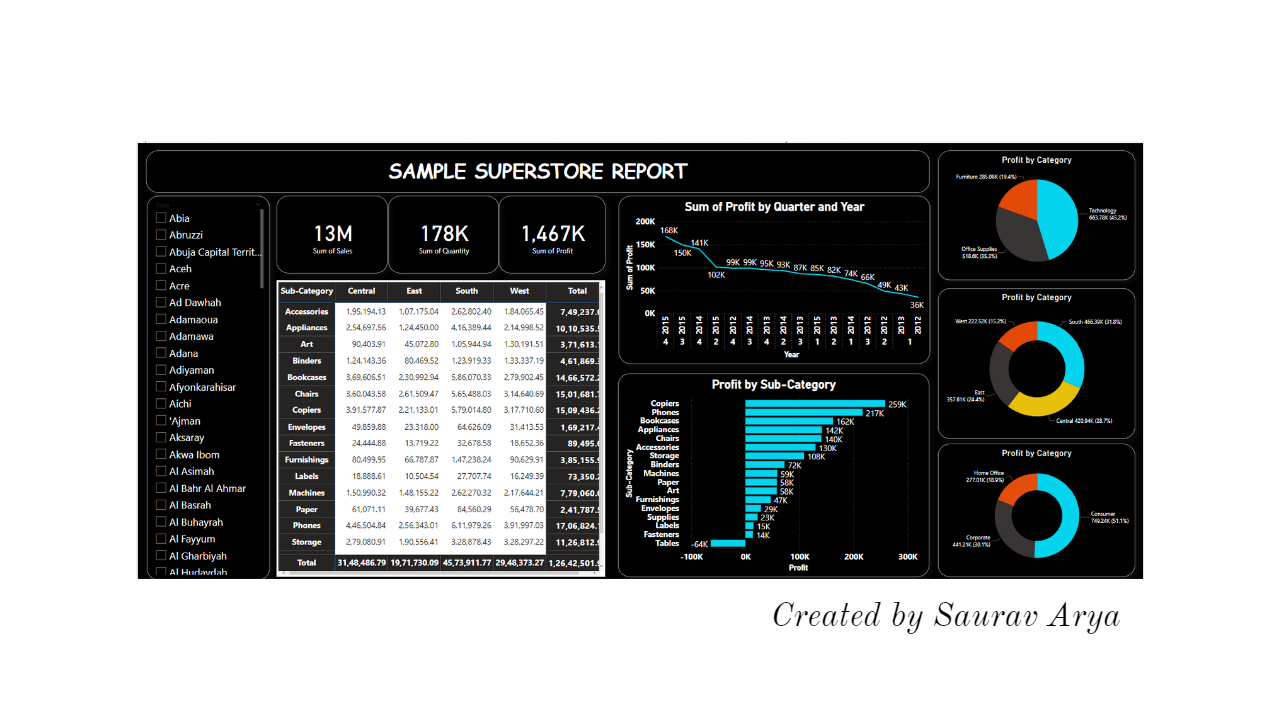 SAMPLE SUPERSTORE REPORT
Abia
Abruzzi
Abuja Capital Territ...
Aceh
Acre
Ad Dawhah
Adamaoua
Adamawa
Adana
Adiyaman
Afyonkarahisar
Aichi
'Ajman
Aksaray
Akwa Ibom
Al Asimah
Al Bahr Al Ahmar
Al Basrah
Al Buhayrah
Al Fayyum
Al Gharbiyah
Al Hudaydah
13M
Sum of Sales
178K
Sum of Quantity
1,467K
Sum of Profit
Sub-Category Central East South West Total
Accessories 1,95,194.13 1,07,175.04 2,62,802.40 1,84,065.45 7,49,237.
Appliances 2,54,697.56 1,24,450.00 4,16,389.44 2,14,998.52 10,10,535.
Art 90,403.91 45,072.80 1,05,944.94 1,30,191.51 3,71,613.
Binders 1,24,143.36 80,469.52 1,23,919.33 1,33,337.19 4,61,869.
Bookcases 3,69,606.51 2,30,992.94 5,86,070.33 2,79,902.45 14,66,572.
Chairs 3,60,043.58 2,61,509.47 5,65,488.03 3,14,640.69 15,01,681.
Copiers 3,91,577.87 2,21,133.01 5,79,014.80 3,17,710.60 15,09,436.
Envelopes 49,859.88 23,318.00 64,626.09 31,413.53 1,69,217.
Fasteners 24,444.88 13,719.22 32,678.58 18,652.36 89,495.
Furnishings 80,499.95 66,787.87 1,47,238.24 90,629.91 3,85,155.
Labels 18,888.61 10,504.54 27,707.74 16,249.39 73,350.
Machines 1,50,990.32 1,48,155.22 2,62,270.32 2,17,644.21 7,79,060.
Paper 61,071.11 39,677.43 84,560.29 56,478.70 2,41,787.
Phones 4,46,504.84 2,56,343.01 6,11,979.26 3,91,997.03 17,06,824.
Storage 2,79,080.91 1,90,556.41 3,28,878.43 3,28,297.22 11,26,812.
Total 31,48,486.79 19,71,730.09 45,73,911.77 29,48,373.27 1,26,42,501.
Sum of Profit by Quarter and Year
Sum of Profit
200K
150K
100K
50K
0K
168K
150K
141K
102K
99K
99K
95K
93K
87K
85K
82K
74K
66K
49K
43K
36K
2015 2015 2014 2015 2012 2014 2013 2014 2013 2015 2013 2014 2012 2012 2013 2012
4 3 4 2 4 3 4 2 3 1 2 1 3 2 1
Year
Profit by Sub-Category
Sub-Category
Copiers 259K
Phones 217K
Bookcases 162K
Appliances 142K
Chairs 140K
Accessories 130K
Storage 108K
Binders 72K
Machines 59K
Paper 58K
Art 58K
Furnishings 47K
Envelopes 29K
Supplies 23K
Labels 15K
Fasteners 14K
Tables -64K
-100K 0K 100K 200K 300K
Profit
Profit by Category
Furniture 285.08K (19.4%)
Technology
663.78K (45.2%)
Office Supplies
518.6K (35.3%)
Profit by Category
West 222.52K (15.2%)
South 466.39K (31.8%)
East
357.61K (24.4%)
Central 420.94K (28.7%)
Profit by Category
Home Office
277.01K (18.9%)
Consumer
749.24K (51.1%)
Corporate
441.21K (30.1%)
Created by Saurav Arya